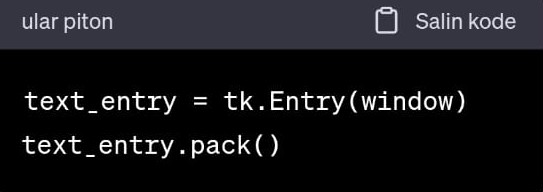 ular piton
Salin kode
text_entry = tk.Entry(window)
text_entry.pack()